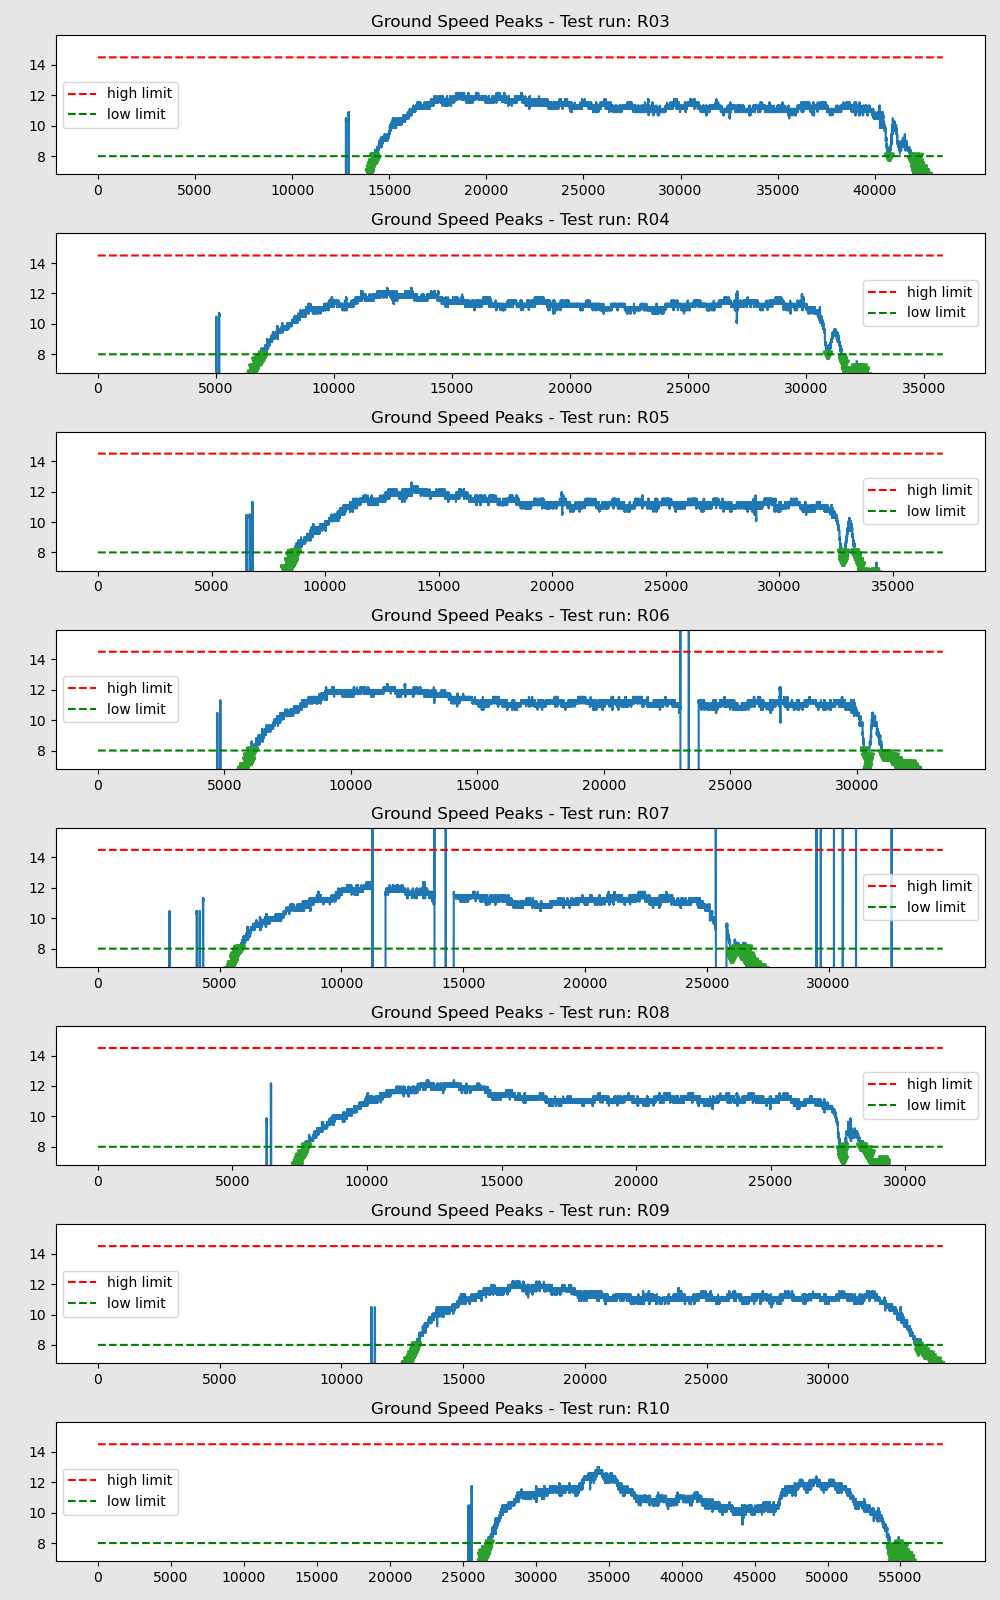 Ground Speed Peaks - Test run: R03
14
12
10
8
high limit
low limit
0 5000 10000 15000 20000 25000 30000 35000 40000
Ground Speed Peaks - Test run: R04
14
12
10
8
high limit
low limit
0 5000 10000 15000 20000 25000 30000 35000
Ground Speed Peaks - Test run: R05
14
12
10
8
high limit
low limit
0 5000 10000 15000 20000 25000 30000 35000
Ground Speed Peaks - Test run: R06
14
12
10
8
high limit
low limit
0 5000 10000 15000 20000 25000 30000
Ground Speed Peaks - Test run: R07
14
12
10
8
high limit
low limit
0 5000 10000 15000 20000 25000 30000
Ground Speed Peaks - Test run: R08
14
12
10
8
high limit
low limit
0 5000 10000 15000 20000 25000 30000
Ground Speed Peaks - Test run: R09
14
12
10
8
high limit
low limit
0 5000 10000 15000 20000 25000 30000
Ground Speed Peaks - Test run: R10
14
12
10
8
high limit
low limit
0 5000 10000 15000 20000 25000 30000 35000 40000 45000 50000 55000